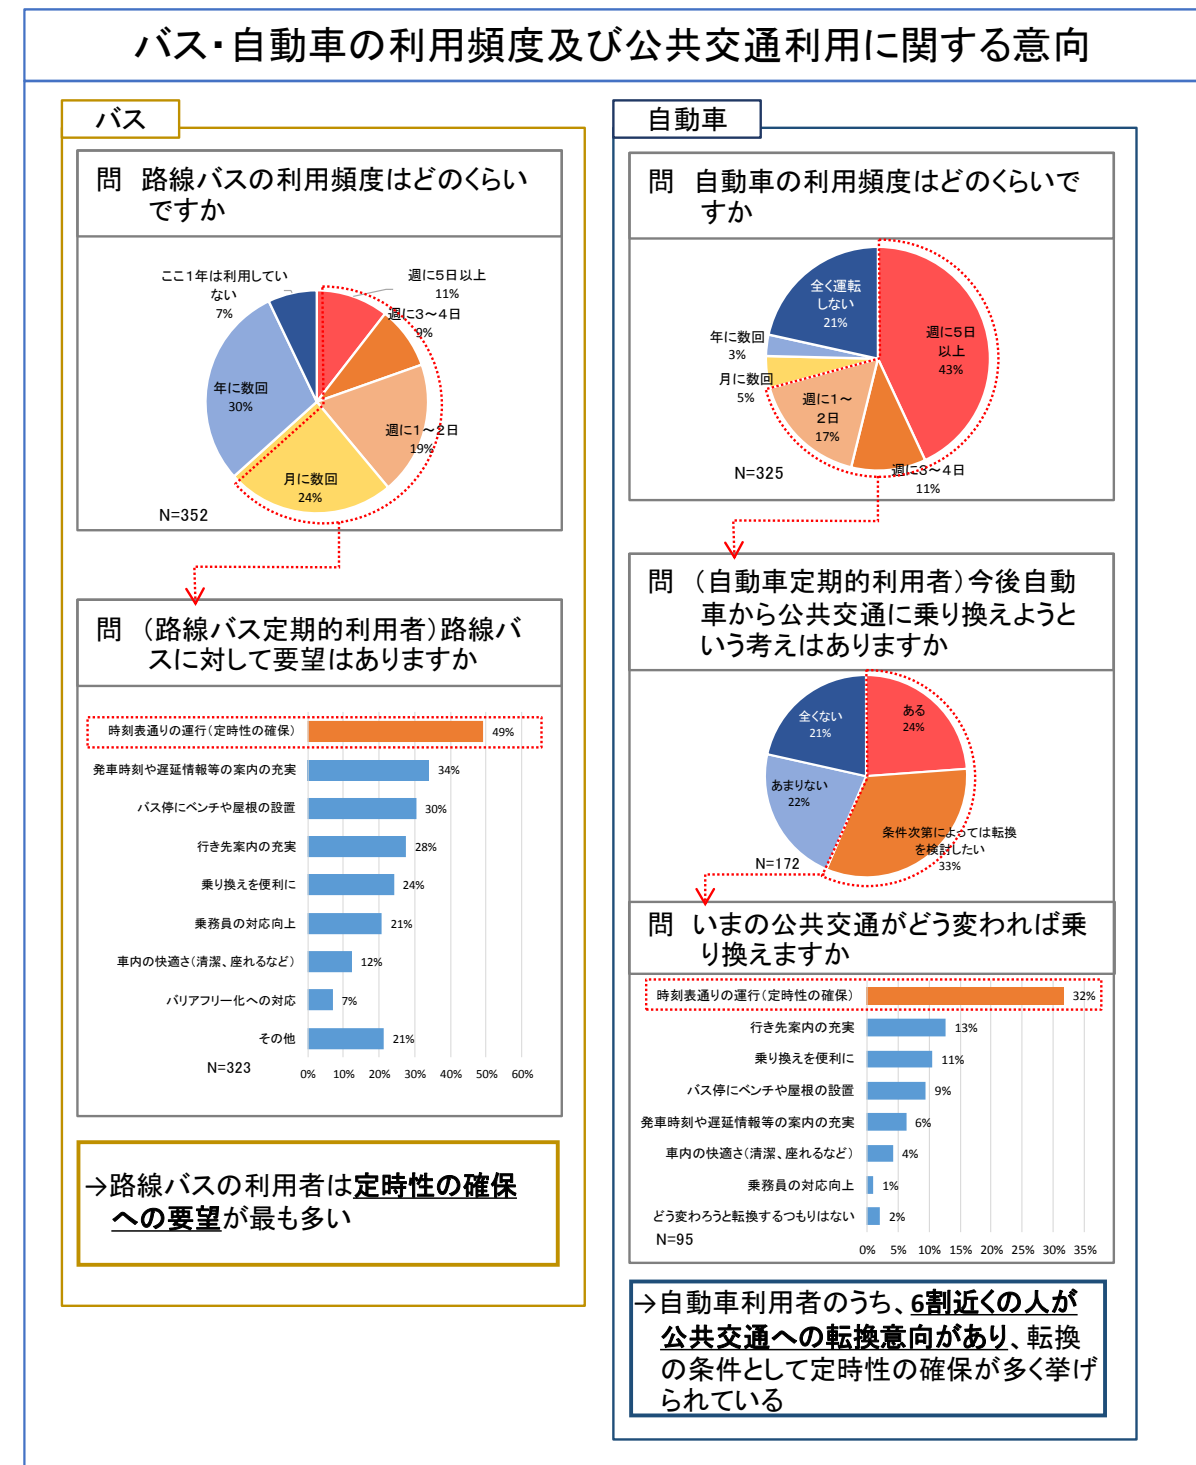 バス・自動車の利用頻度及び公共交通利用に関する意向
バス
問　路線バスの利用頻度はどのくらい
ですか
ここ１年は利用してい
ない
7%
週に５日以上
11%
週に３～４日
9%
週に１～２日
19%
月に数回
24%
年に数回
30%
N=352
問　（路線バス定期的利用者）路線バ
スに対して要望はありますか
時刻表通りの運行（定時性の確保）
49%
発車時刻や遅延情報等の案内の充実
34%
バス停にベンチや屋根の設置
30%
行き先案内の充実
28%
乗り換えを便利に
24%
乗務員の対応向上
21%
車内の快適さ（清潔、座れるなど）
12%
バリアフリー化への対応
7%
その他
21%
N=323
0% 10% 20% 30% 40% 50% 60%
→路線バスの利用者は定時性の確保
への要望が最も多い
自動車
問　自動車の利用頻度はどのくらいで
すか
全く運転
しない
21%
週に５日
以上
43%
年に数回
3%
月に数回
5%
週に１～
２日
17%
週に３～４日
11%
N=325
問　（自動車定期的利用者）今後自動
車から公共交通に乗り換えようと
いう考えはありますか
全くない
21%
ある
24%
あまりない
22%
条件次第によっては転換
を検討したい
33%
N=172
問　いまの公共交通がどう変われば乗
り換えますか
時刻表通りの運行（定時性の確保）
32%
行き先案内の充実
13%
乗り換えを便利に
11%
バス停にベンチや屋根の設置
9%
発車時刻や遅延情報等の案内の充実
6%
車内の快適さ（清潔、座れるなど）
4%
乗務員の対応向上
1%
どう変わろうと転換するつもりはない
2%
N=95
0% 5% 10% 15% 20% 25% 30% 35%
→自動車利用者のうち、6割近くの人が
公共交通への転換意向があり、転換
の条件として定時性の確保が多く挙げ
られている